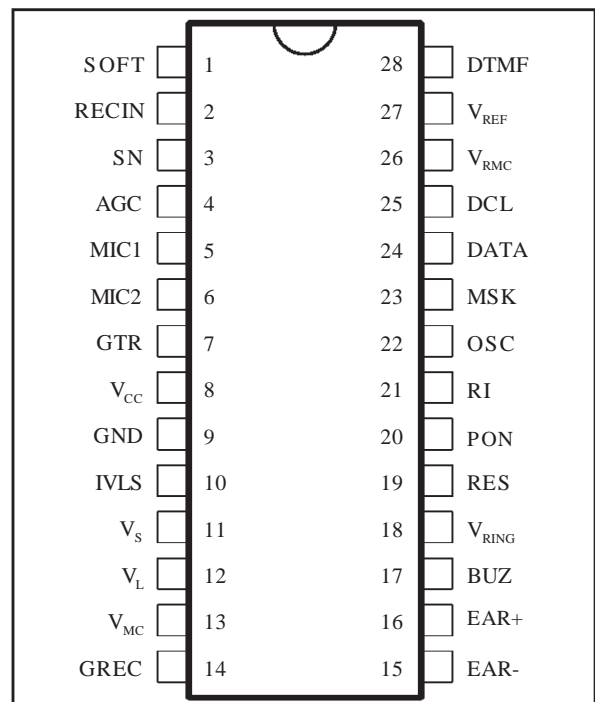 SOFT 1 28 DTMF
RECIN 2 27 VREF
SN 3 26 VRMC
AGC 4 25 DCL
MIC1 5 24 DATA
MIC2 6 23 MSK
GTR 7 22 OSC
VCC 8 21 RI
GND 9 20 PON
IVLS 10 19 RES
VS 11 18 VRING
VL 12 17 BUZ
VMC 13 16 EAR+
GREC 14 15 EAR-